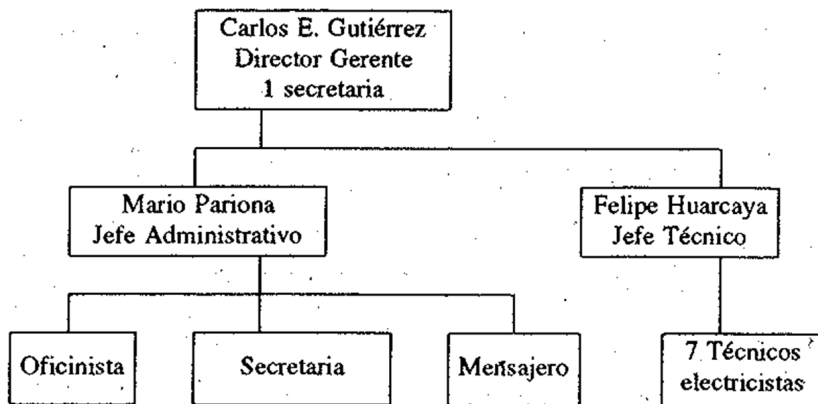 Carlos E. Gutiérrez
Director Gerente
1 secretaria
Mario Pariona
Jefe Administrativo
Felipe Huarcaya
Jefe Técnico
Oficinista
Secretaria
Mensajero
7 Técnicos
electricistas